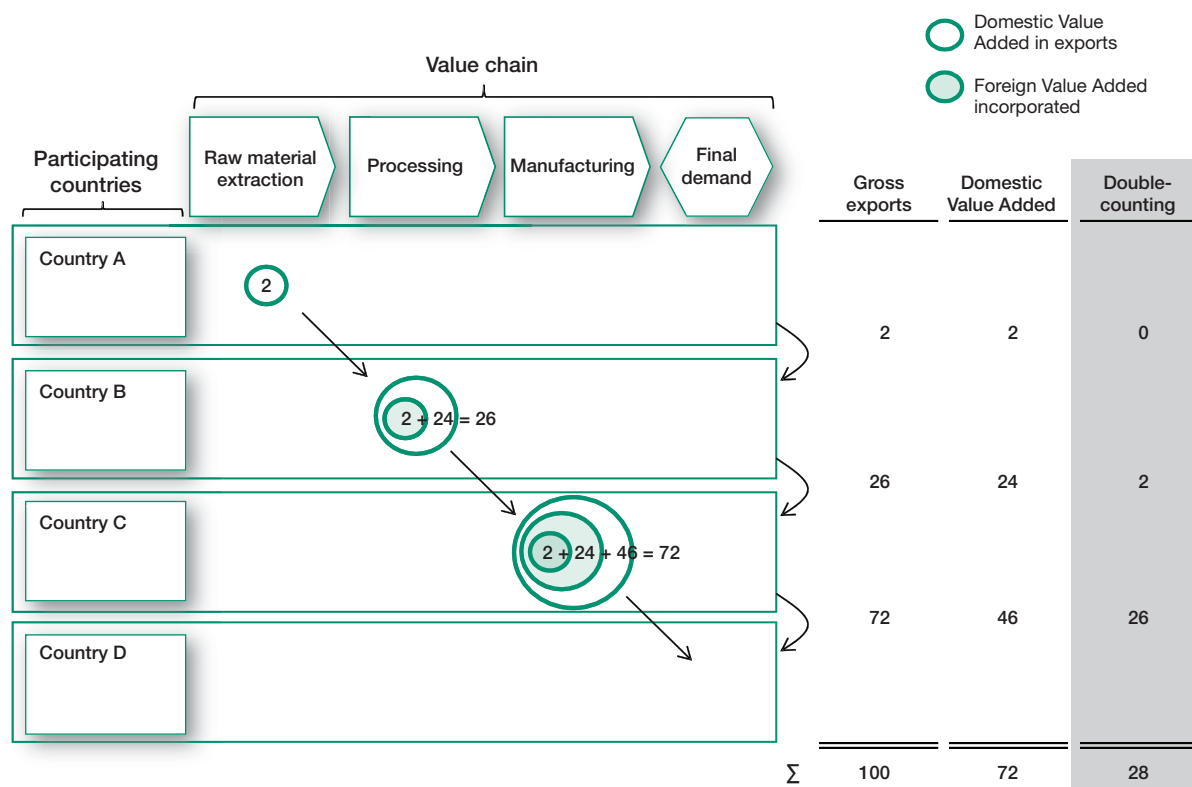 Domestic Value
Added in exports
Foreign Value Added
incorporated
Value chain
Participating
countries
Raw material
extraction
Processing
Manufacturing
Final
demand
Gross
exports
Domestic
Value Added
Double-
counting
Country A
2
2
2
0
Country B
2 + 24 = 26
26
24
2
Country C
2 + 24 + 46 = 72
72
46
26
Country D
Σ
100
72
28